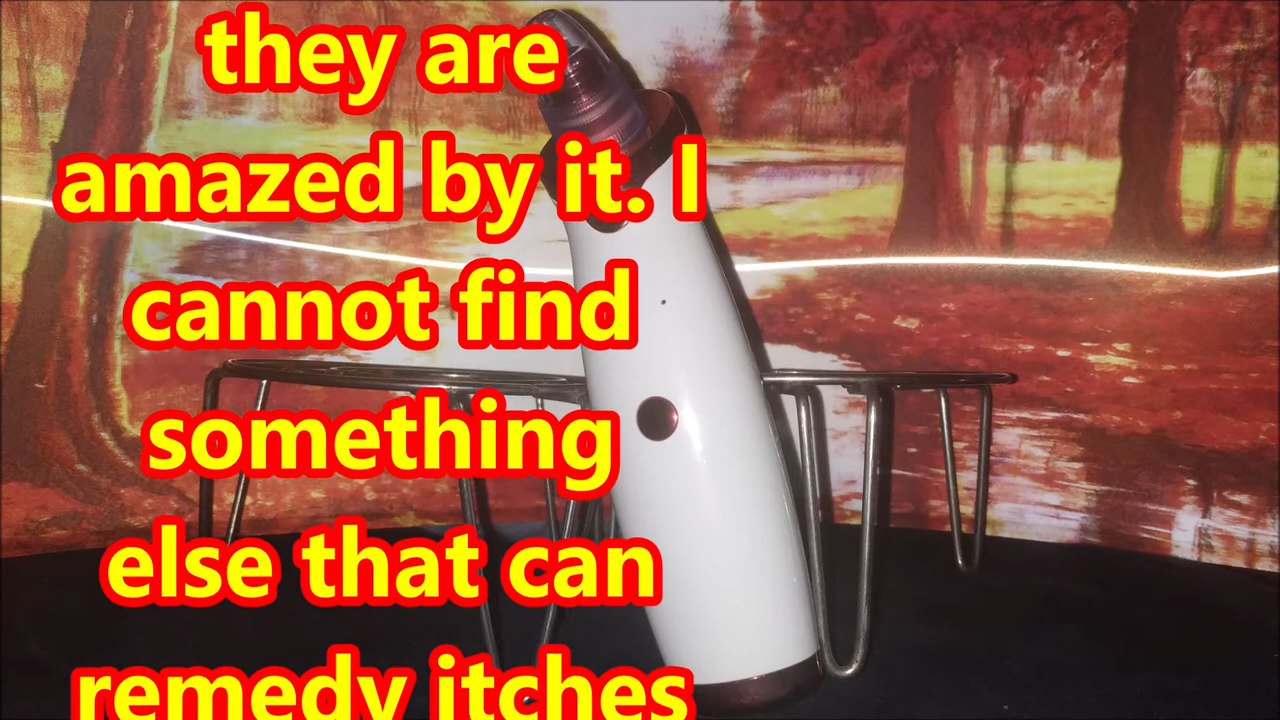 they are
amazed by it. I
cannot find
something
else that can
remedy itches